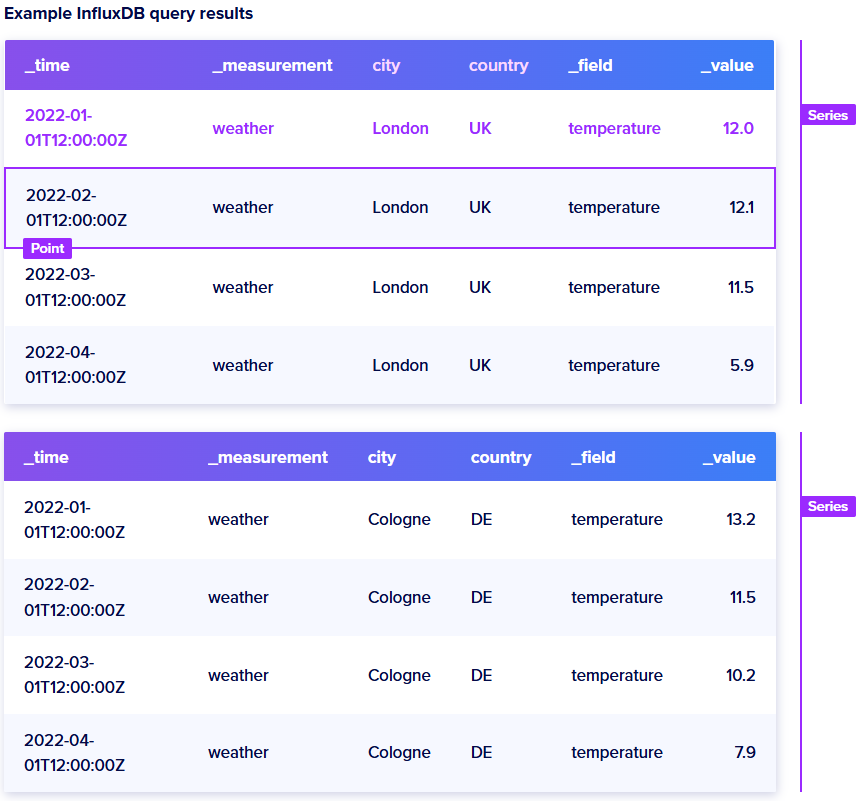 Example InfluxDB query results
_time _measurement city country _field _value
2022-01-
01T12:00:00Z weather London UK temperature 12.0
Series
2022-02-
01T12:00:00Z weather London UK temperature 12.1
Point
2022-03-
01T12:00:00Z weather London UK temperature 11.5
2022-04-
01T12:00:00Z weather London UK temperature 5.9
_time _measurement city country _field _value
2022-01-
01T12:00:00Z weather Cologne DE temperature 13.2
Series
2022-02-
01T12:00:00Z weather Cologne DE temperature 11.5
2022-03-
01T12:00:00Z weather Cologne DE temperature 10.2
2022-04-
01T12:00:00Z weather Cologne DE temperature 7.9